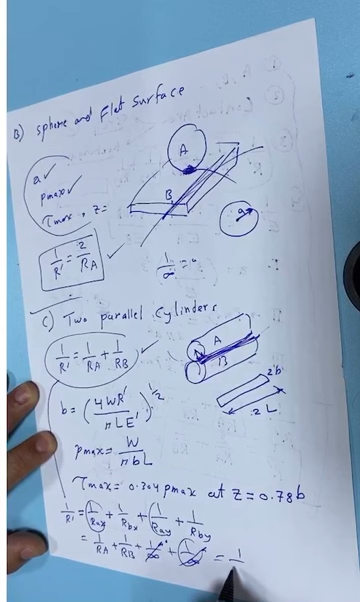 B) sphere and Flat surface
A
B
a ✓
pmax ✓
τmax, z =
a
1/R' = 2/RA ✓
1/∞ = 0
C) Two parallel Cylinders
1/R' = 1/RA + 1/RB ✓
A
B
b = (4WR'/πLE')^1/2
2b
2L
pmax = W/πbL
τmax = 0.304 pmax at z = 0.78b
1/R' = 1/Rax + 1/Rbx + 1/Ray + 1/Rby
= 1/RA + 1/RB + 1/∞ + 1/∞ = 1/